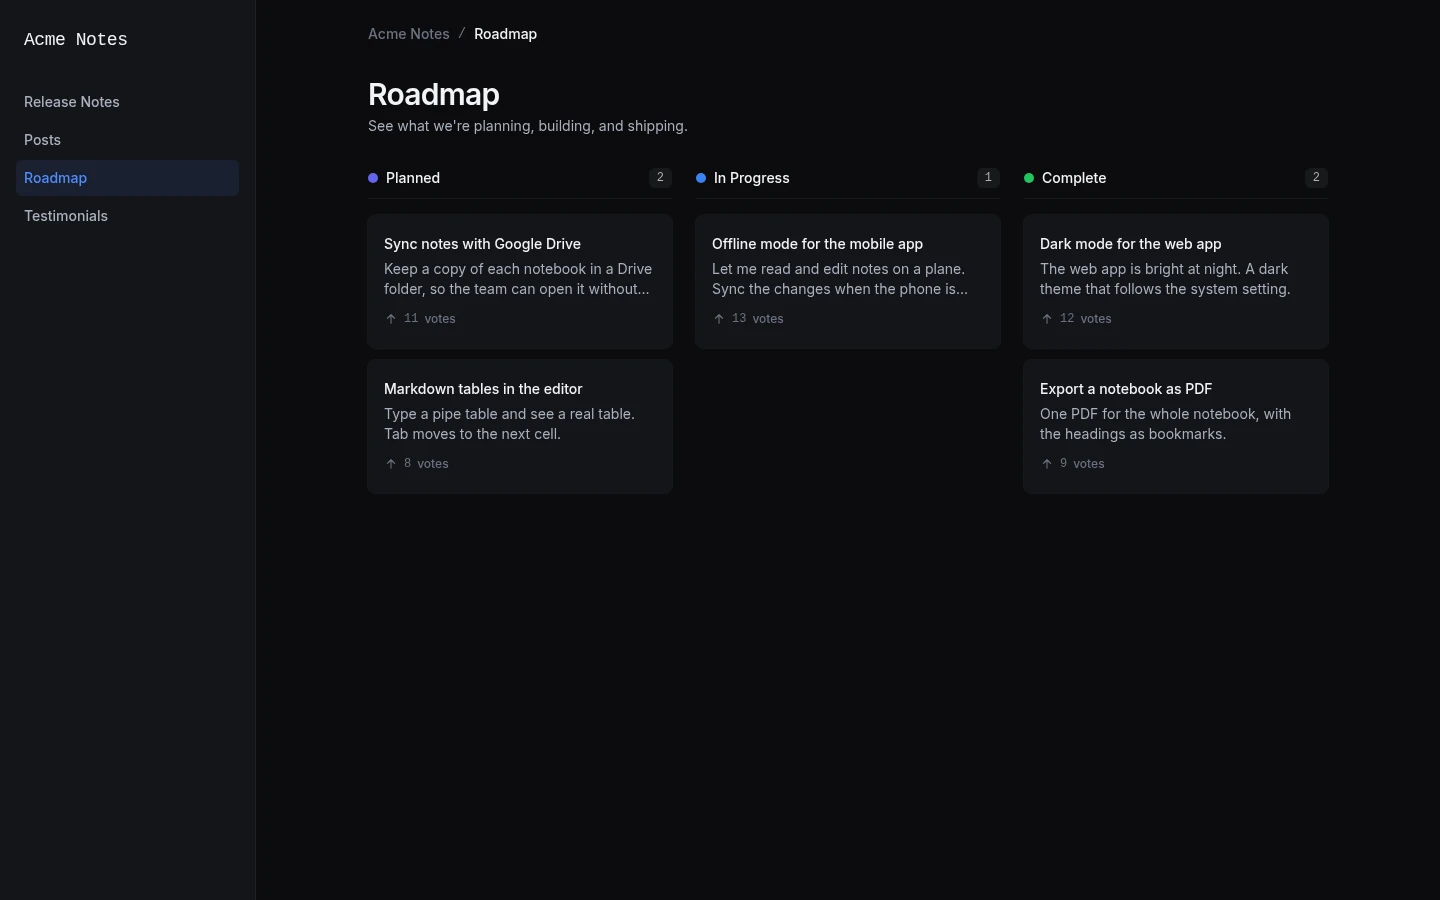 Acme Notes
Release Notes
Posts
Roadmap
Testimonials
Acme Notes / Roadmap
Roadmap
See what we're planning, building, and shipping.
Planned 2
Sync notes with Google Drive
Keep a copy of each notebook in a Drive
folder, so the team can open it without...
↑ 11 votes
Markdown tables in the editor
Type a pipe table and see a real table.
Tab moves to the next cell.
↑ 8 votes
In Progress 1
Offline mode for the mobile app
Let me read and edit notes on a plane.
Sync the changes when the phone is...
↑ 13 votes
Complete 2
Dark mode for the web app
The web app is bright at night. A dark
theme that follows the system setting.
↑ 12 votes
Export a notebook as PDF
One PDF for the whole notebook, with
the headings as bookmarks.
↑ 9 votes